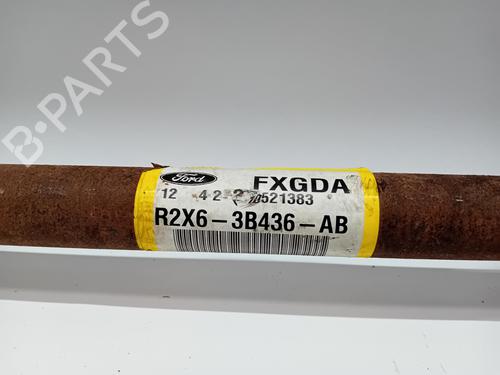 B-PARTS
Ford
FXGDA
12 4-2-2 20521383
R2X6-3B436-AB